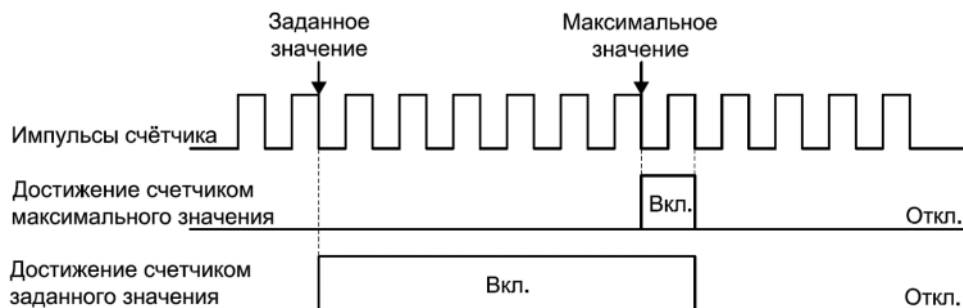 Заданное
значение
Максимальное
значение
Импульсы счётчика
Достижение счетчиком
максимального значения
Вкл.
Откл.
Достижение счетчиком
заданного значения
Вкл.
Откл.